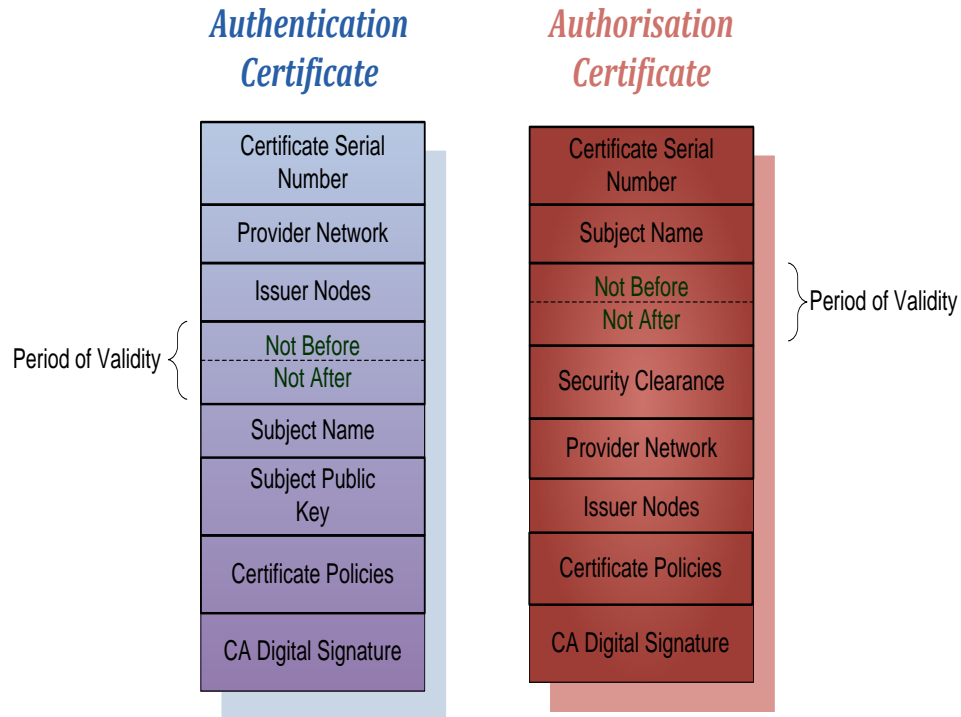 Authentication
Certificate
Certificate Serial
Number
Provider Network
Issuer Nodes
Period of Validity
Not Before
Not After
Subject Name
Subject Public
Key
Certificate Policies
CA Digital Signature
Authorisation
Certificate
Certificate Serial
Number
Subject Name
Not Before
Not After
Period of Validity
Security Clearance
Provider Network
Issuer Nodes
Certificate Policies
CA Digital Signature